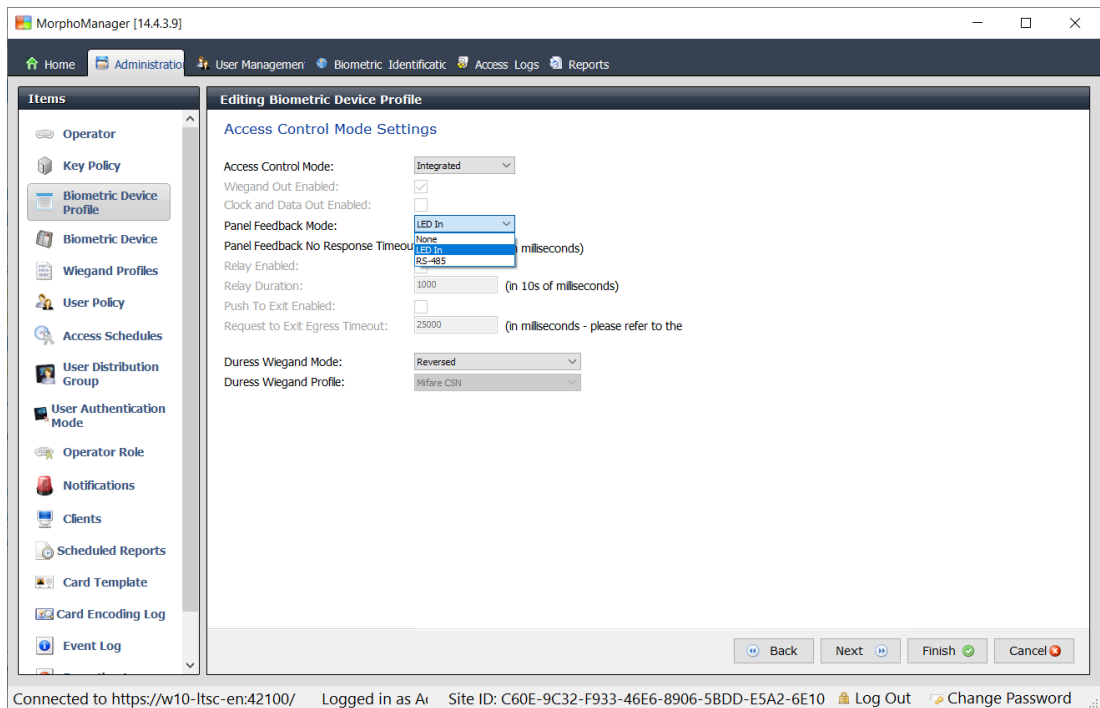 MorphoManager [14.4.3.9]
Home Administratio User Managemen Biometric Identificatic Access Logs Reports
Items
Operator
Key Policy
Biometric Device
Profile
Biometric Device
Wiegand Profiles
User Policy
Access Schedules
User Distribution
Group
User Authentication
Mode
Operator Role
Notifications
Clients
Scheduled Reports
Card Template
Card Encoding Log
Event Log
Editing Biometric Device Profile
Access Control Mode Settings
Access Control Mode: Integrated
Wiegand Out Enabled:
Clock and Data Out Enabled:
Panel Feedback Mode: LED In
None
LED In
RS-485
Panel Feedback No Response Timeou n milliseconds)
Relay Enabled:
Relay Duration: 1000 (in 10s of milliseconds)
Push To Exit Enabled:
Request to Exit Egress Timeout: 25000 (in milliseconds - please refer to the
Duress Wiegand Mode: Reversed
Duress Wiegand Profile: Mifare CSN
Back Next Finish Cancel
Connected to https://w10-ltsc-en:42100/ Logged in as A Site ID: C60E-9C32-F933-46E6-8906-5BDD-E5A2-6E10 Log Out Change Password